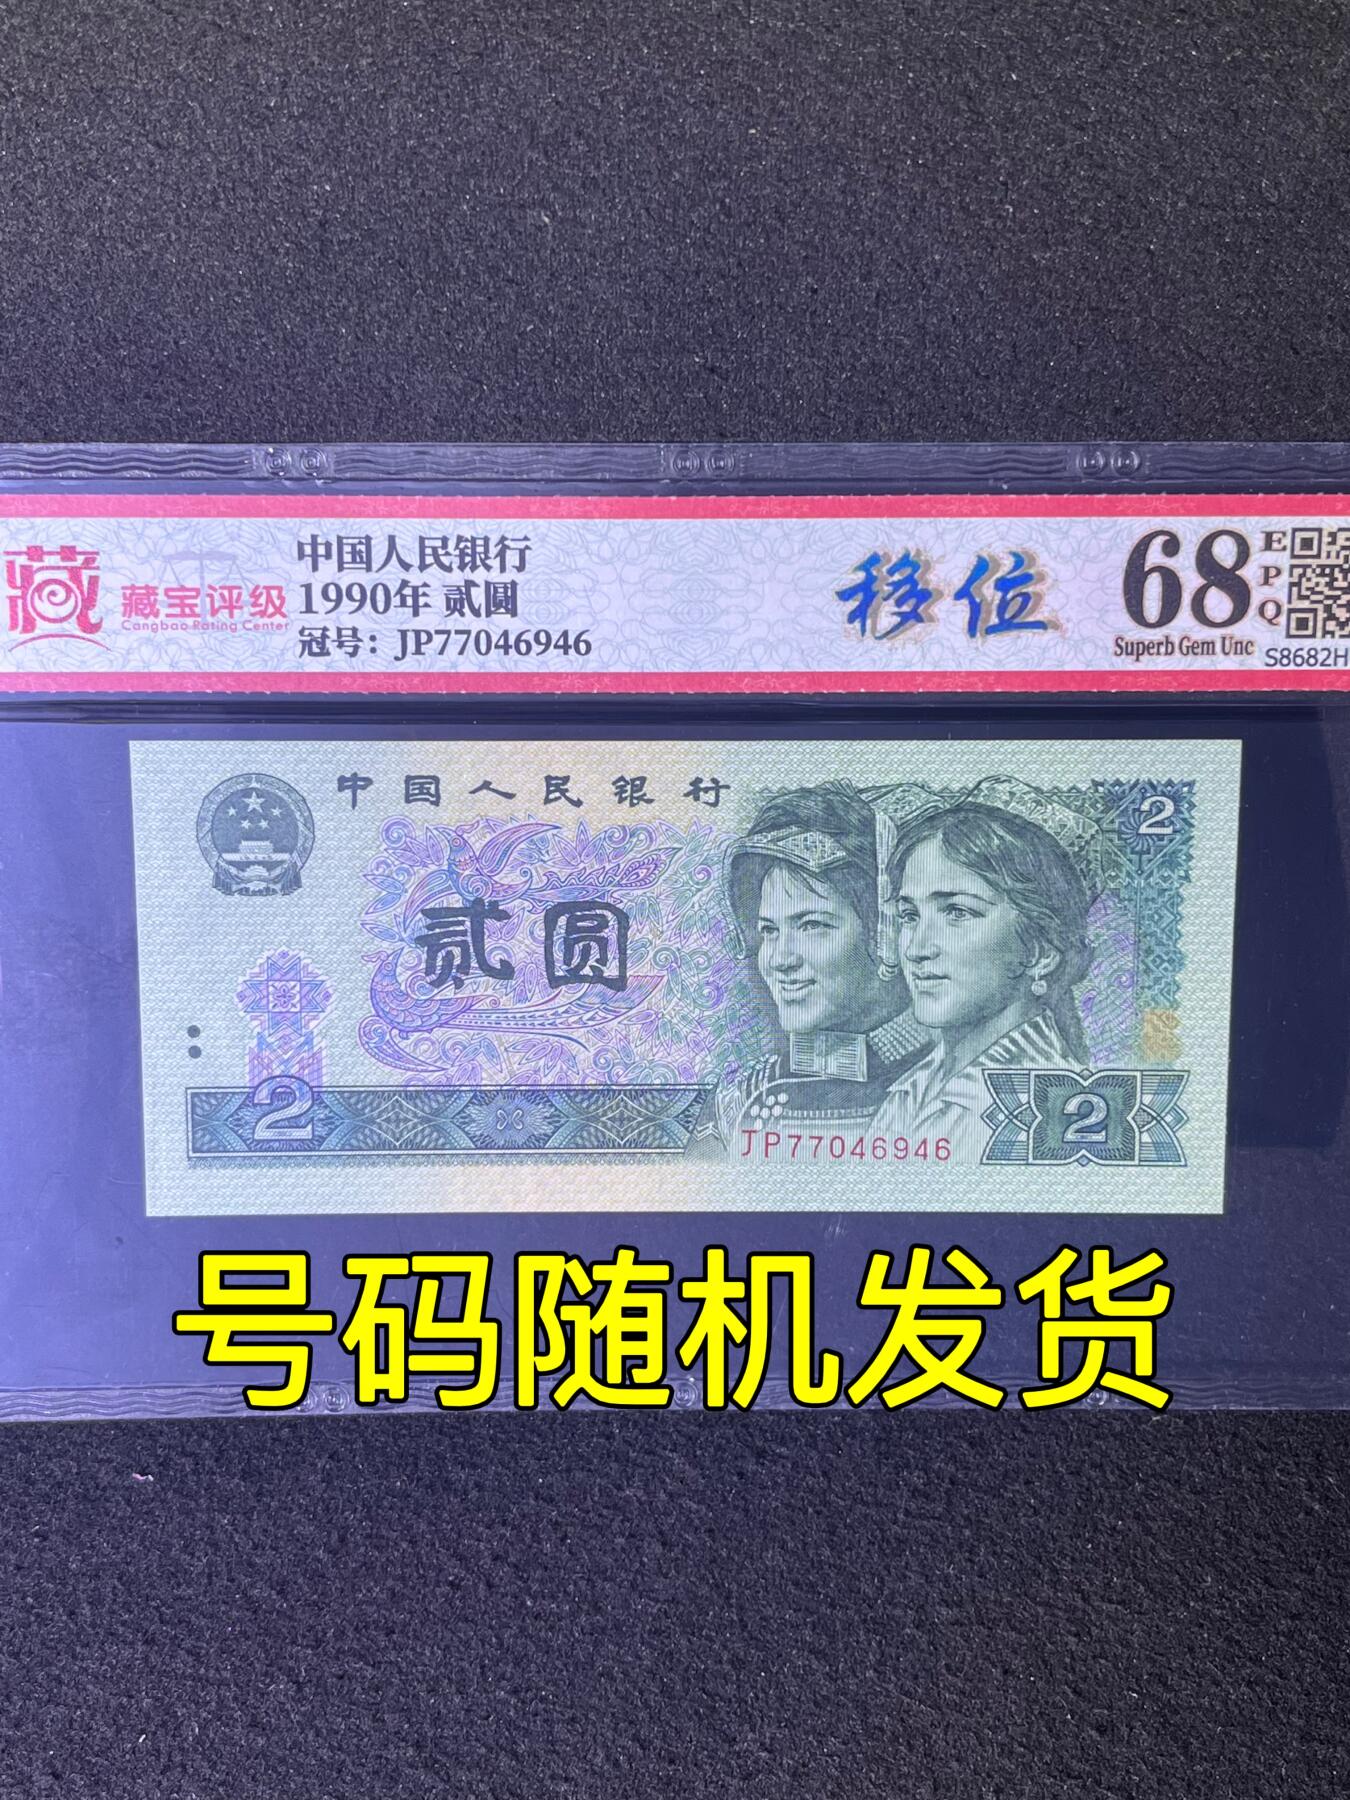 中国人民银行
1990年 贰圆
冠号：JP77046946
藏
藏宝评级
Cangbao Rating Center
移位
68
EPQ
Superb Gem Unc
S8682H
中国人民银行
2
贰圆
2
JP77046946
2
号码随机发货